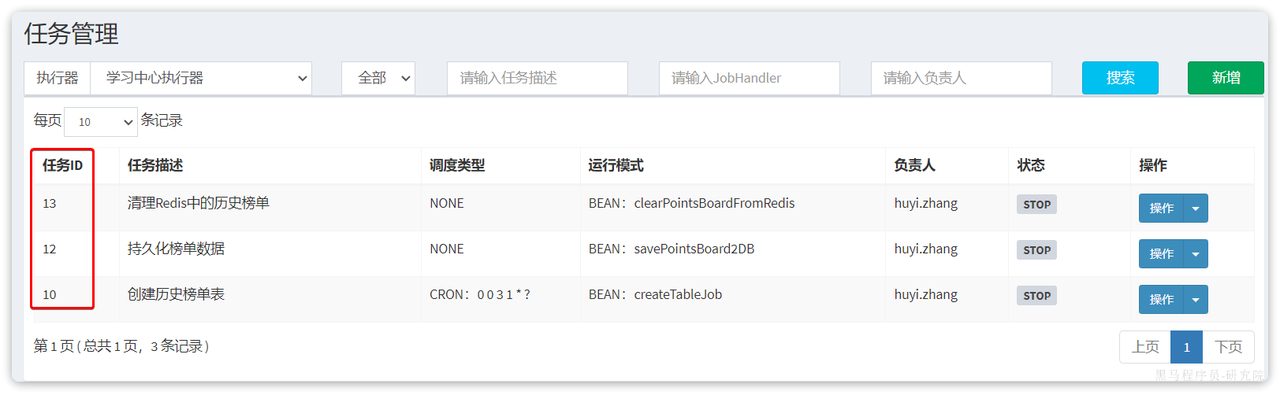 任务管理
执行器 学习中心执行器 全部 请输入任务描述 请输入JobHandler 请输入负责人 搜索 新增
每页 10 条记录
任务ID 任务描述 调度类型 运行模式 负责人 状态 操作
13 清理Redis中的历史榜单 NONE BEAN：clearPointsBoardFromRedis huyi.zhang STOP 操作
12 持久化榜单数据 NONE BEAN：savePointsBoard2DB huyi.zhang STOP 操作
10 创建历史榜单表 CRON：0 0 3 1 * ? BEAN：createTableJob huyi.zhang STOP 操作
第 1 页 ( 总共 1 页，3 条记录 ) 上页 1 下页
黑马程序员-研究院